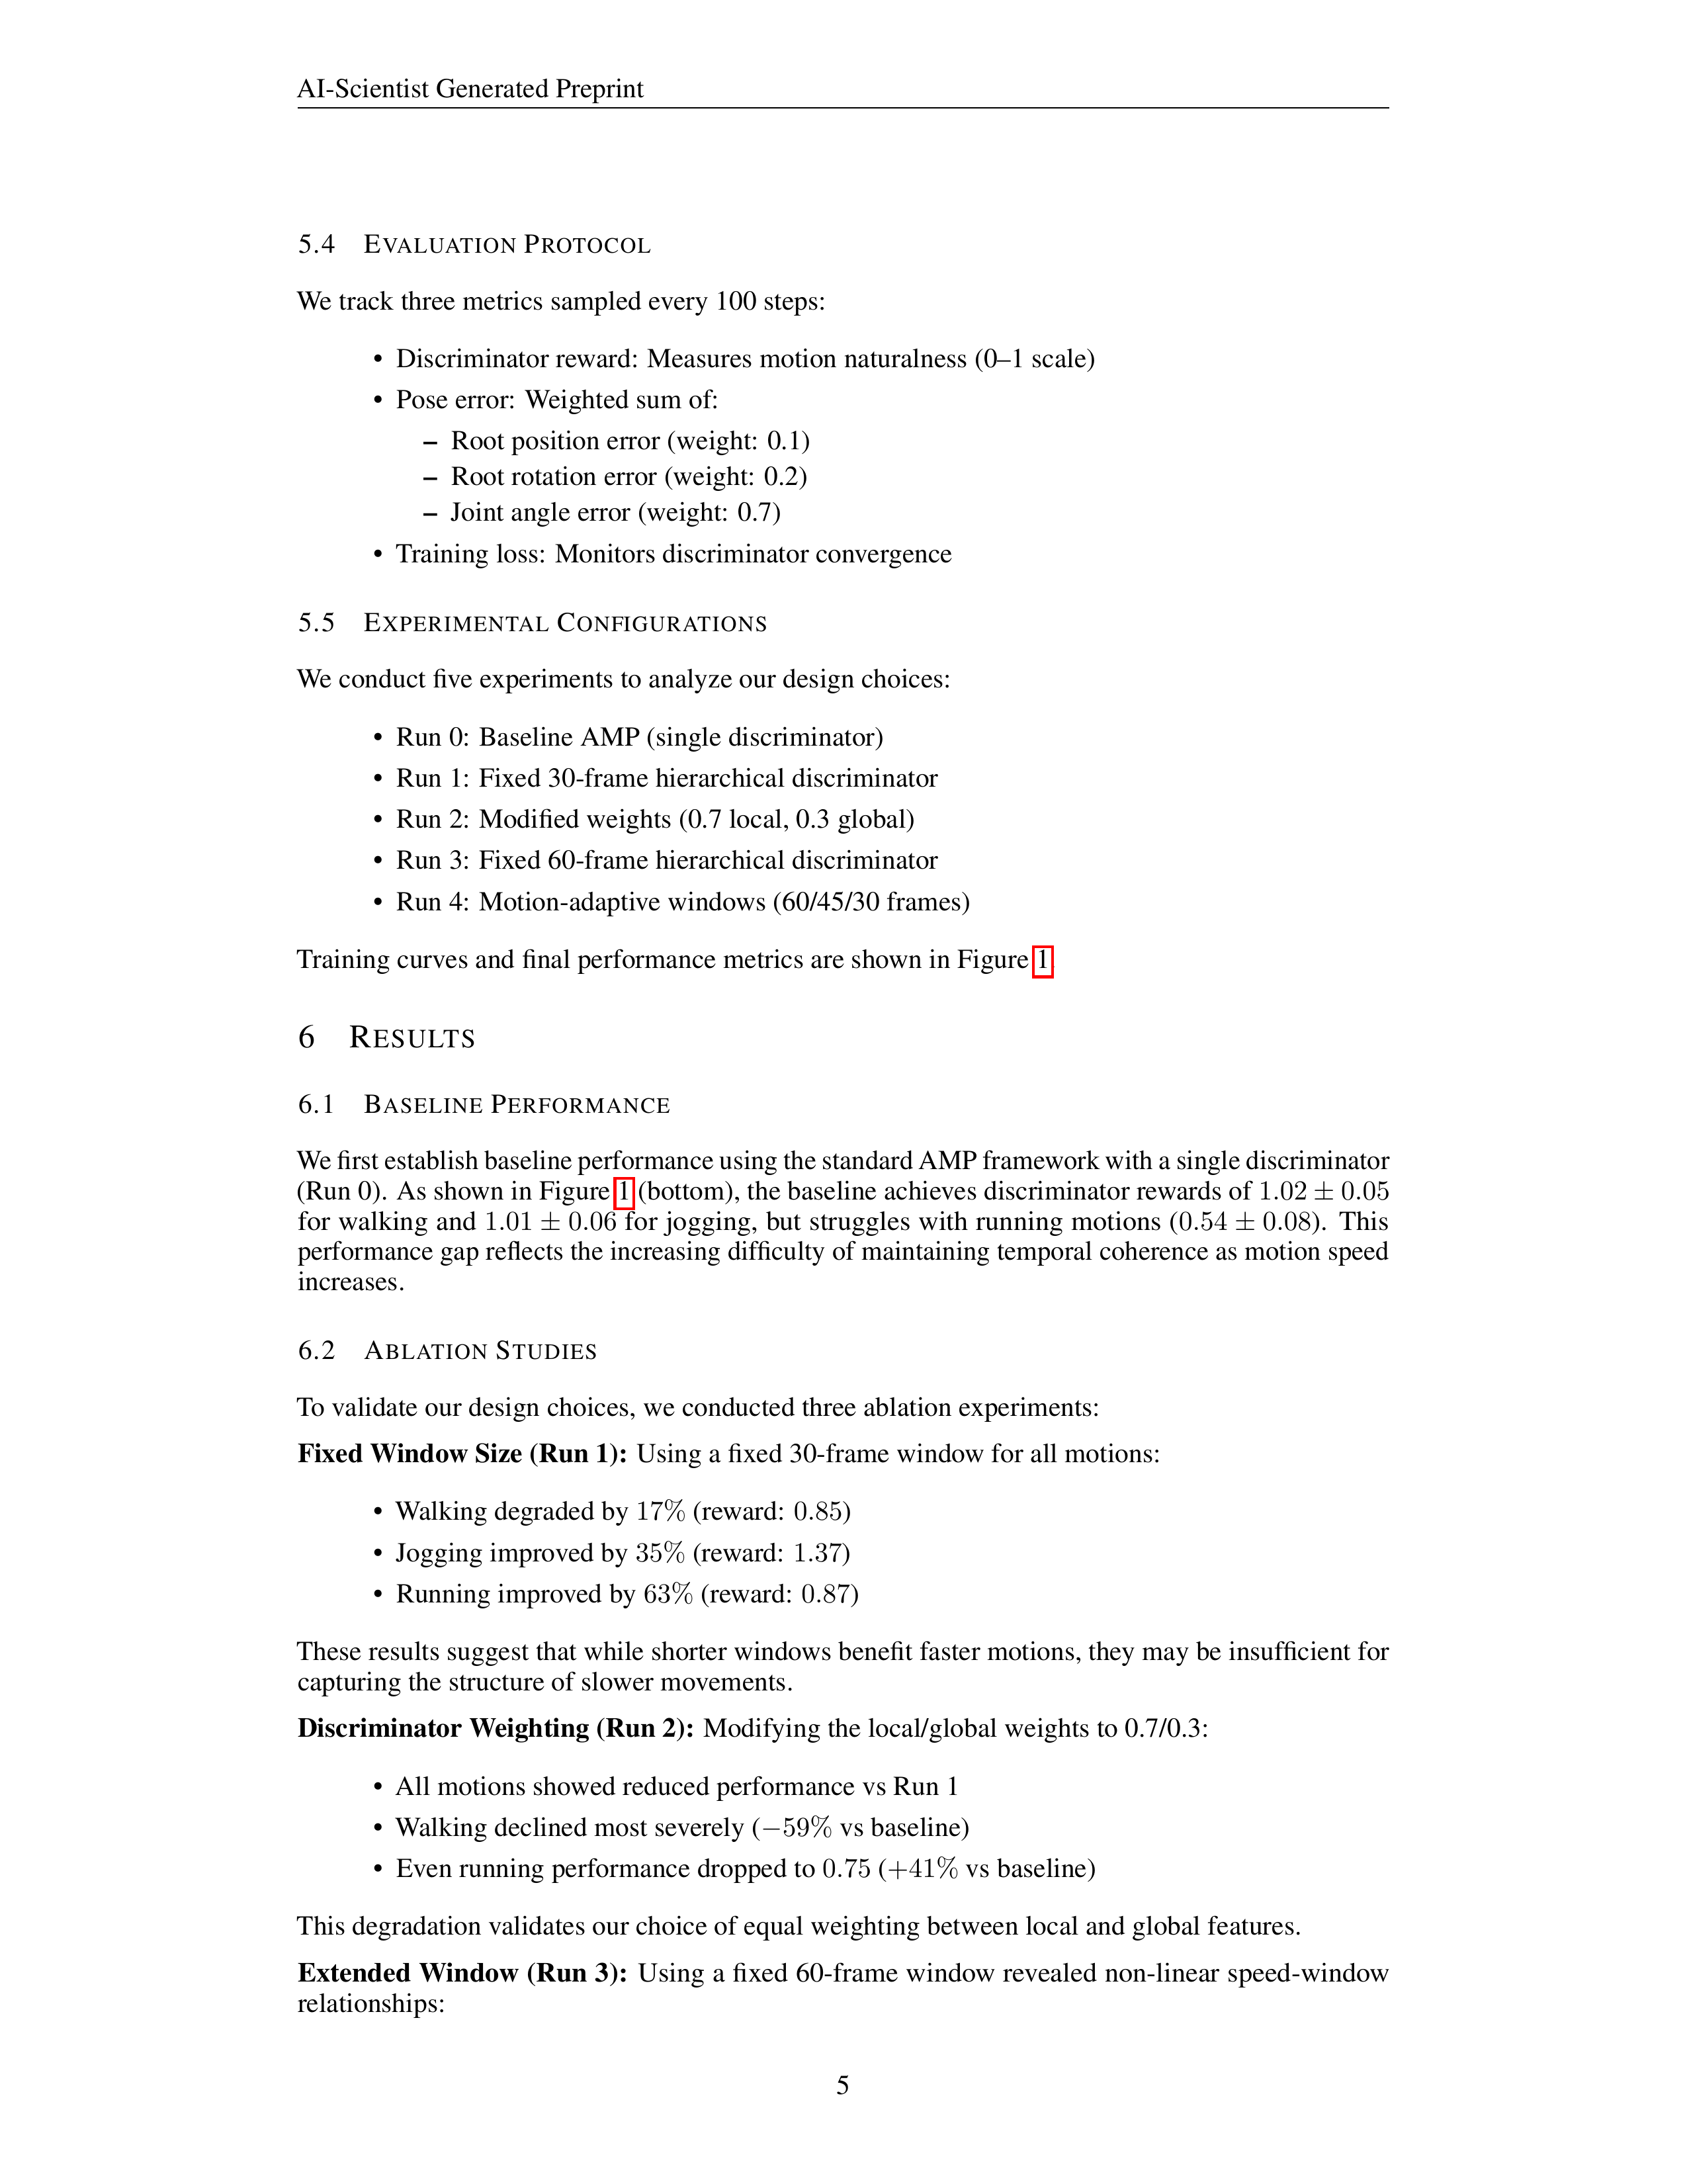 AI-Scientist Generated Preprint
5.4 EVALUATION PROTOCOL
We track three metrics sampled every 100 steps:
• Discriminator reward: Measures motion naturalness (0–1 scale)
• Pose error: Weighted sum of:
– Root position error (weight: 0.1)
– Root rotation error (weight: 0.2)
– Joint angle error (weight: 0.7)
• Training loss: Monitors discriminator convergence
5.5 EXPERIMENTAL CONFIGURATIONS
We conduct five experiments to analyze our design choices:
• Run 0: Baseline AMP (single discriminator)
• Run 1: Fixed 30-frame hierarchical discriminator
• Run 2: Modified weights (0.7 local, 0.3 global)
• Run 3: Fixed 60-frame hierarchical discriminator
• Run 4: Motion-adaptive windows (60/45/30 frames)
Training curves and final performance metrics are shown in Figure 1.
6 RESULTS
6.1 BASELINE PERFORMANCE
We first establish baseline performance using the standard AMP framework with a single discriminator
(Run 0). As shown in Figure 1 (bottom), the baseline achieves discriminator rewards of 1.02 ± 0.05
for walking and 1.01 ± 0.06 for jogging, but struggles with running motions (0.54 ± 0.08). This
performance gap reflects the increasing difficulty of maintaining temporal coherence as motion speed
increases.
6.2 ABLATION STUDIES
To validate our design choices, we conducted three ablation experiments:
Fixed Window Size (Run 1): Using a fixed 30-frame window for all motions:
• Walking degraded by 17% (reward: 0.85)
• Jogging improved by 35% (reward: 1.37)
• Running improved by 63% (reward: 0.87)
These results suggest that while shorter windows benefit faster motions, they may be insufficient for
capturing the structure of slower movements.
Discriminator Weighting (Run 2): Modifying the local/global weights to 0.7/0.3:
• All motions showed reduced performance vs Run 1
• Walking declined most severely (−59% vs baseline)
• Even running performance dropped to 0.75 (+41% vs baseline)
This degradation validates our choice of equal weighting between local and global features.
Extended Window (Run 3): Using a fixed 60-frame window revealed non-linear speed-window
relationships:
5